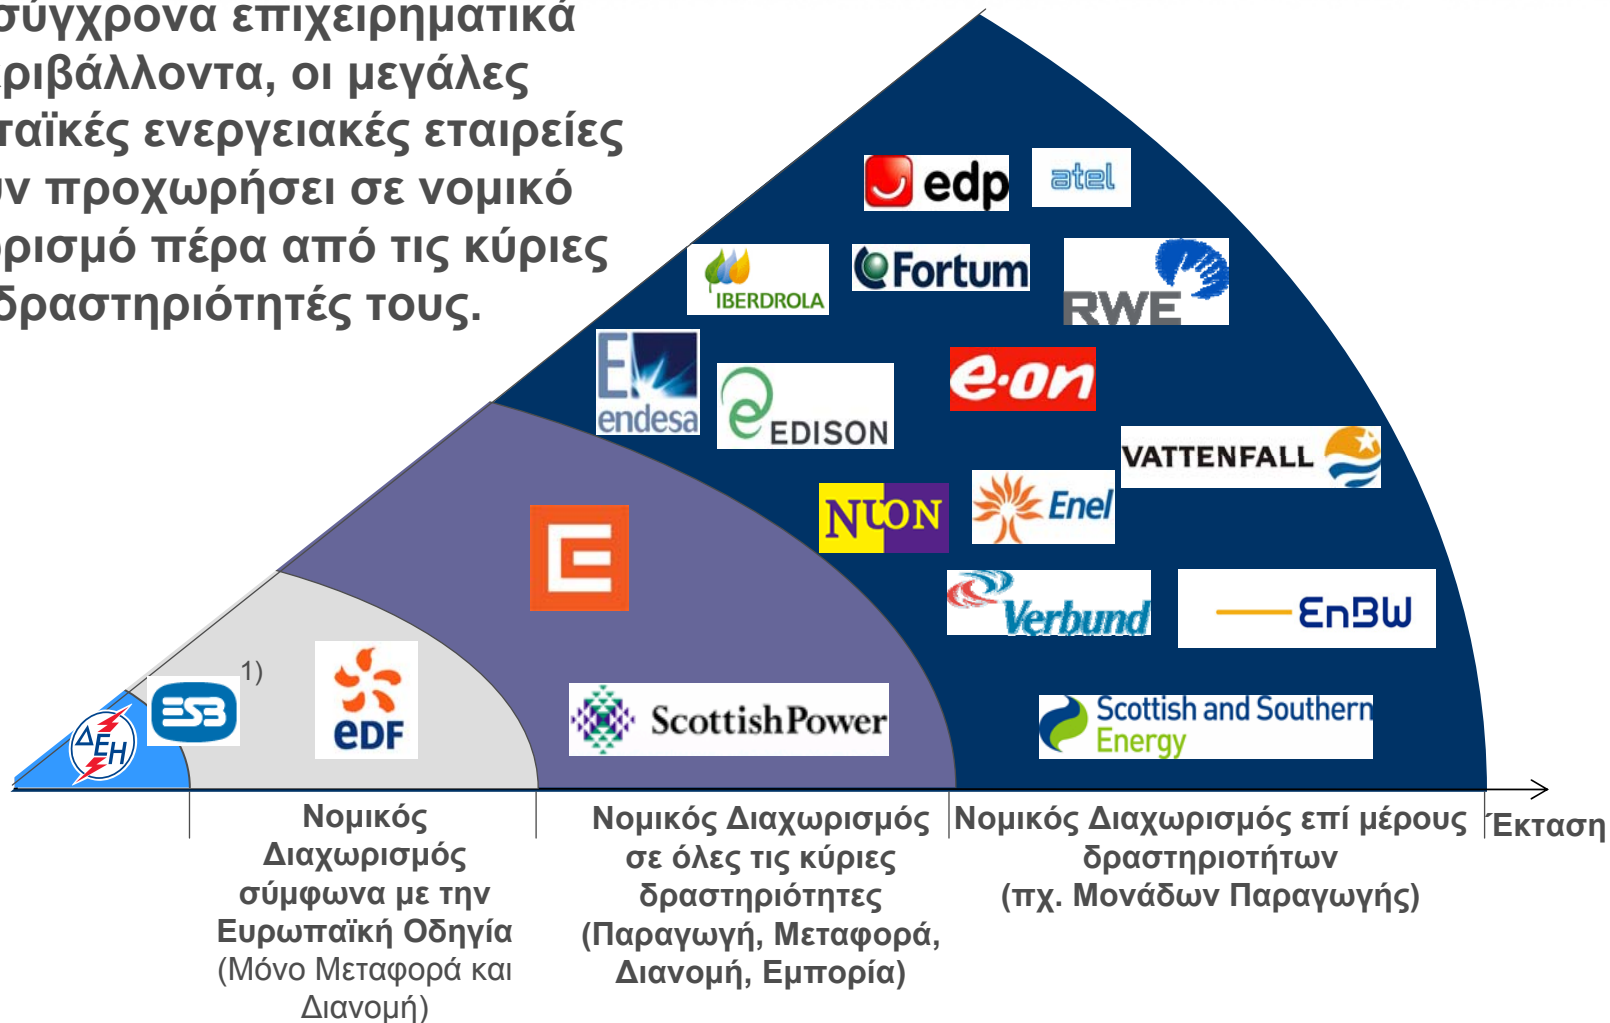 σύγχρονα επιχειρηματικά
ριβάλλοντα, οι μεγάλες
ταϊκές ενεργειακές εταιρείες
ν προχωρήσει σε νομικό
ρισμό πέρα από τις κύριες
δραστηριότητές τους.
edp
atel
IBERDROLA
Fortum
RWE
endesa
EDISON
e·on
VATTENFALL
NUON
Enel
Verbund
EnBW
ΔΕΗ
ESB
1)
eDF
ScottishPower
Scottish and Southern
Energy
Νομικός
Διαχωρισμός
σύμφωνα με την
Ευρωπαϊκή Οδηγία
(Μόνο Μεταφορά και
Διανομή)
Νομικός Διαχωρισμός
σε όλες τις κύριες
δραστηριότητες
(Παραγωγή, Μεταφορά,
Διανομή, Εμπορία)
Νομικός Διαχωρισμός επί μέρους
δραστηριοτήτων
(πχ. Μονάδων Παραγωγής)
Έκταση